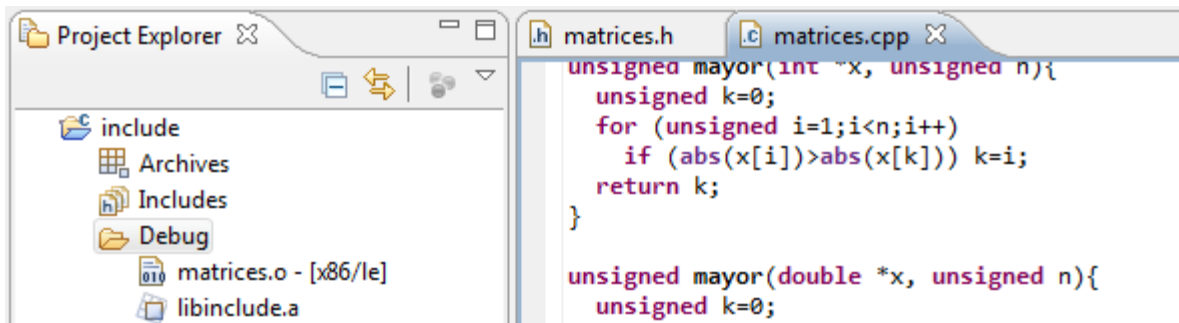 Project Explorer
include
Archives
Includes
Debug
matrices.o - [x86/le]
libinclude.a
matrices.h
matrices.cpp
unsigned mayor(int *x, unsigned n){
unsigned k=0;
for (unsigned i=1;i<n;i++)
if (abs(x[i])>abs(x[k])) k=i;
return k;
}
unsigned mayor(double *x, unsigned n){
unsigned k=0;